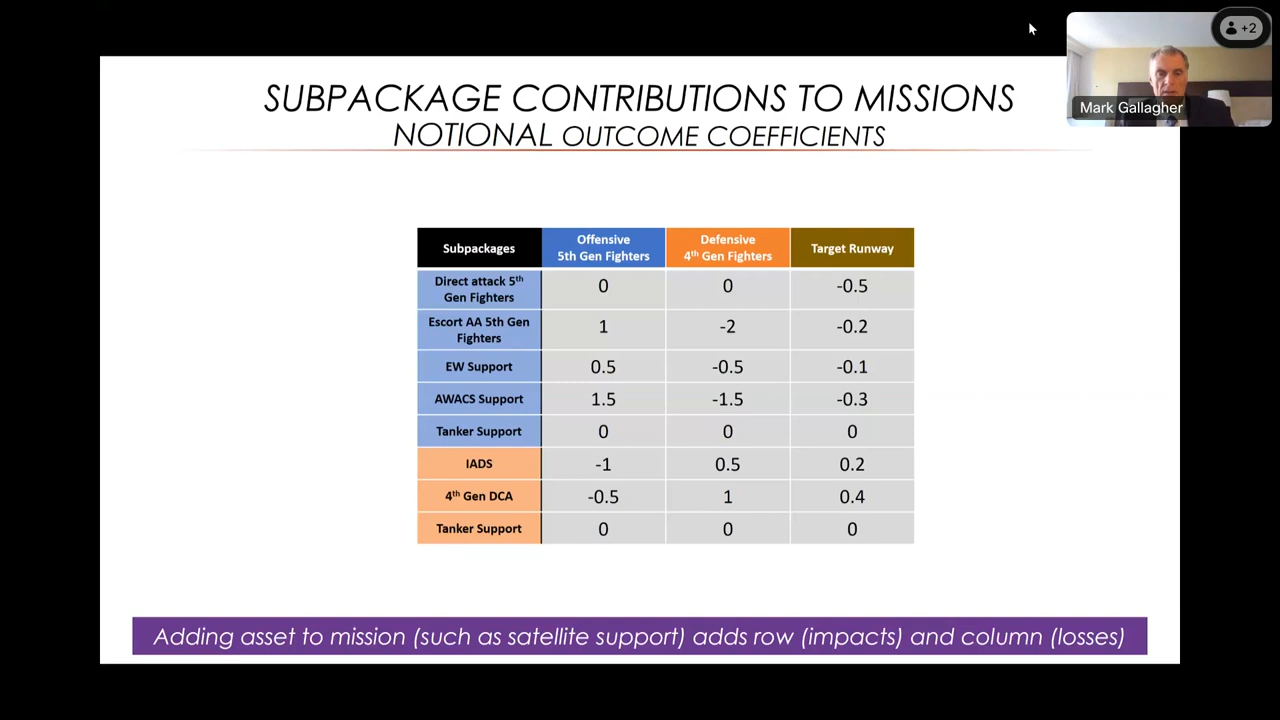 +2
Mark Gallagher
SUBPACKAGE CONTRIBUTIONS TO MISSIONS
NOTIONAL OUTCOME COEFFICIENTS
Subpackages Offensive 5th Gen Fighters Defensive 4th Gen Fighters Target Runway
Direct attack 5th Gen Fighters 0 0 -0.5
Escort AA 5th Gen Fighters 1 -2 -0.2
EW Support 0.5 -0.5 -0.1
AWACS Support 1.5 -1.5 -0.3
Tanker Support 0 0 0
IADS -1 0.5 0.2
4th Gen DCA -0.5 1 0.4
Tanker Support 0 0 0
Adding asset to mission (such as satellite support) adds row (impacts) and column (losses)